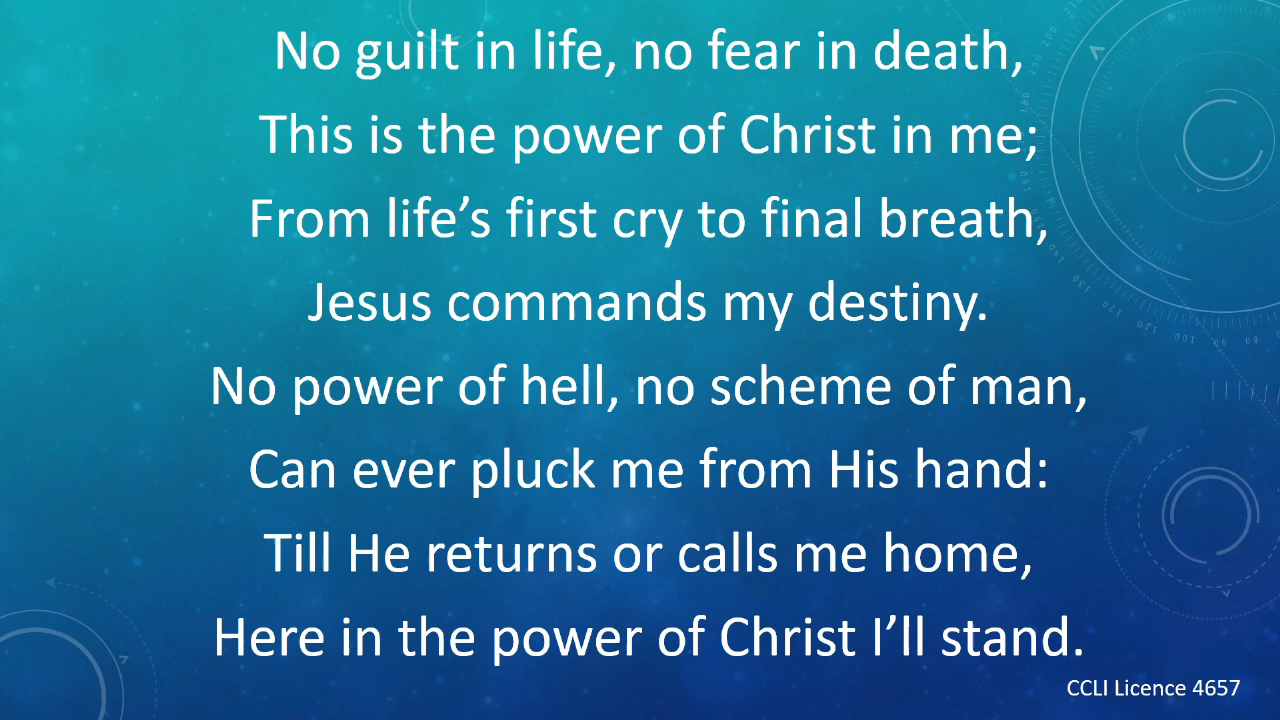 No guilt in life, no fear in death,
This is the power of Christ in me;
From life’s first cry to final breath,
Jesus commands my destiny.
No power of hell, no scheme of man,
Can ever pluck me from His hand:
Till He returns or calls me home,
Here in the power of Christ I’ll stand.
CCLI Licence 4657